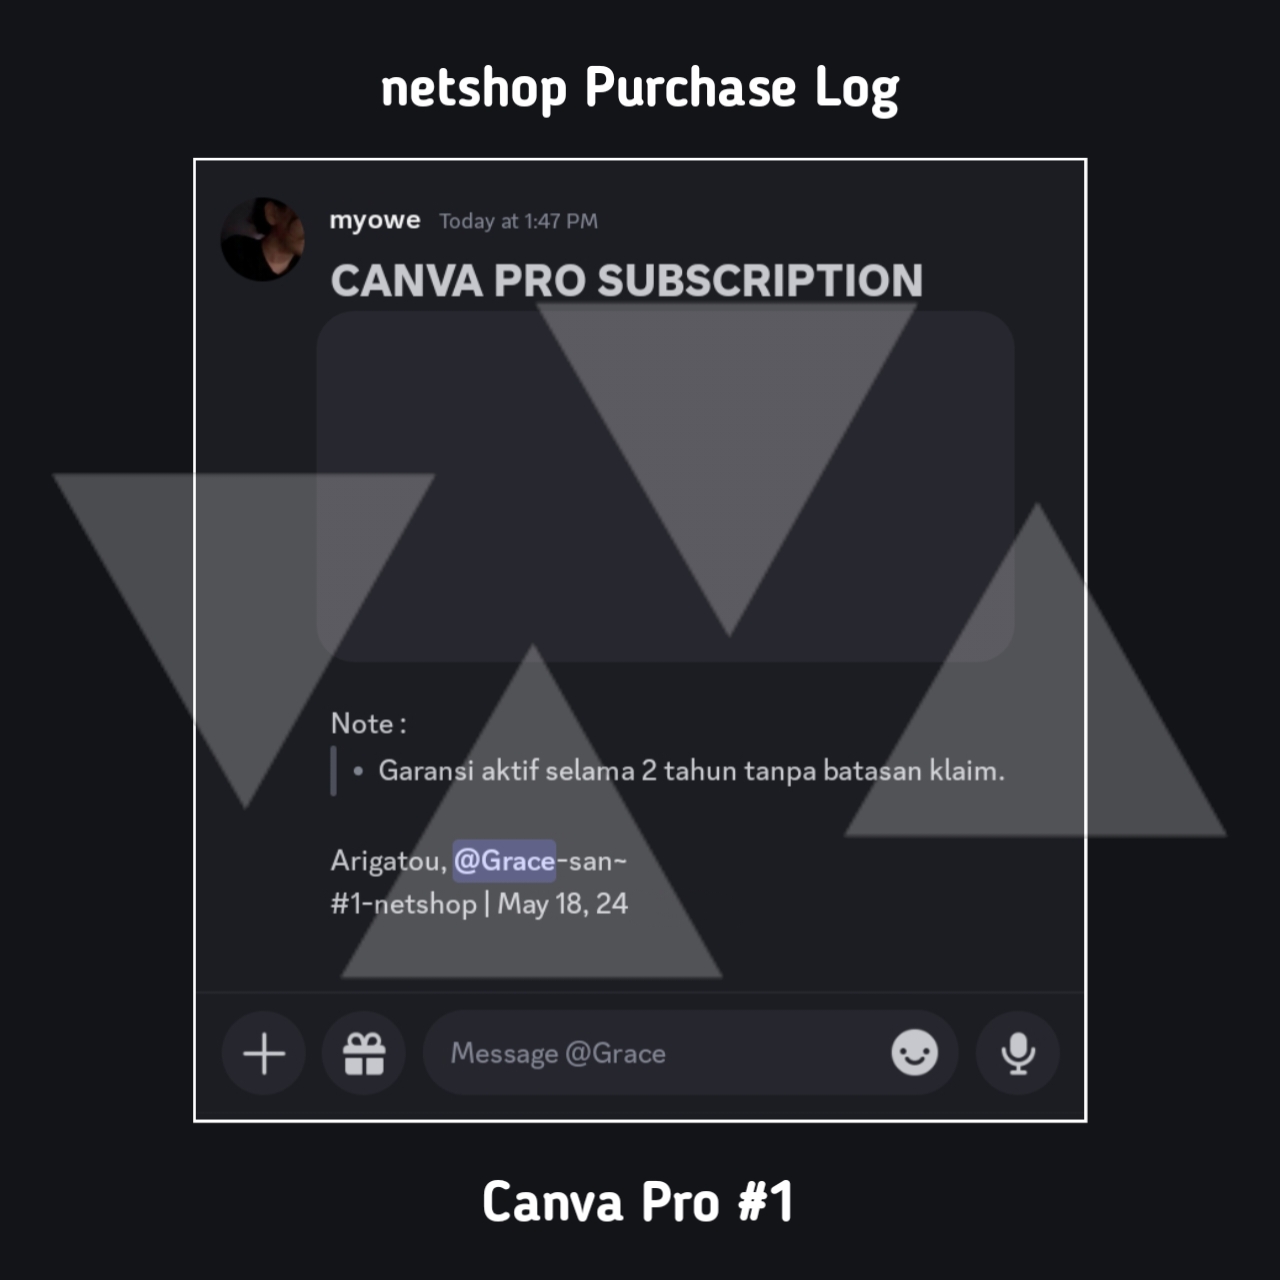 netshop Purchase Log
myowe Today at 1:47 PM
CANVA PRO SUBSCRIPTION
Note :
• Garansi aktif selama 2 tahun tanpa batasan klaim.
Arigatou, @Grace-san~
#1-netshop | May 18, 24
Message @Grace
Canva Pro #1